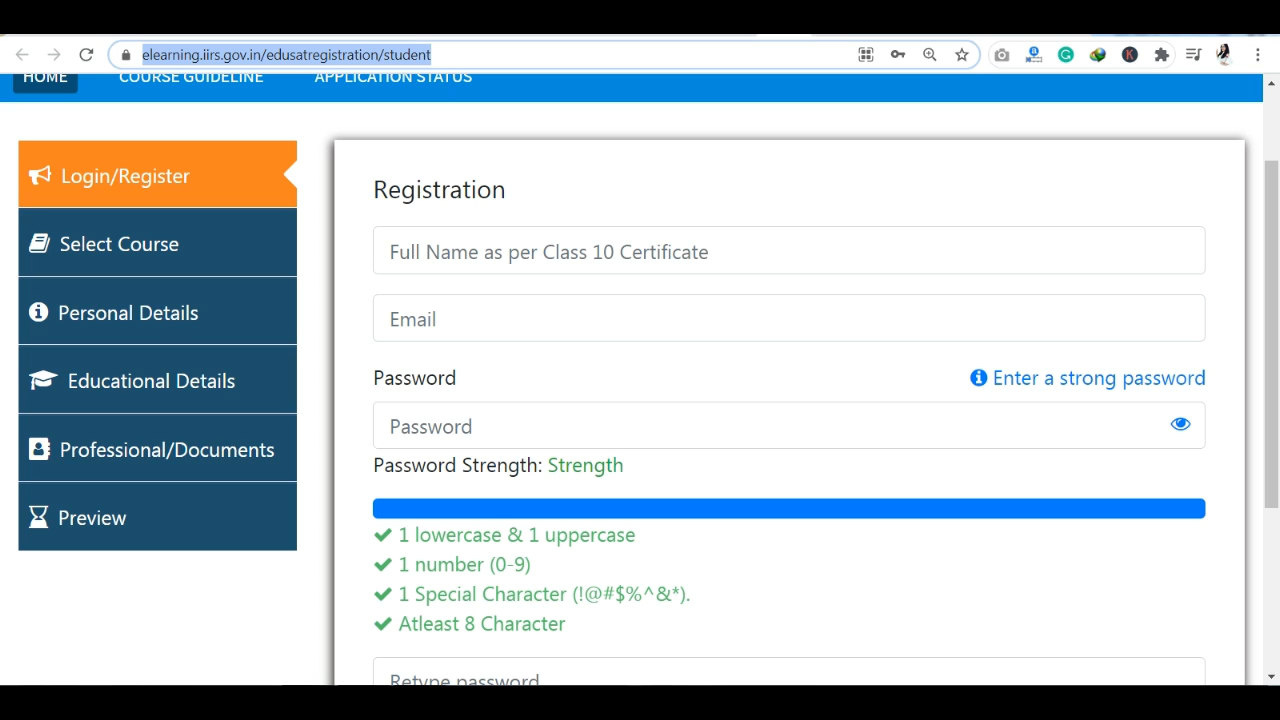 elearning.iirs.gov.in/edusatregistration/student
HOME COURSE GUIDELINE APPLICATION STATUS
Login/Register
Select Course
Personal Details
Educational Details
Professional/Documents
Preview
Registration
Full Name as per Class 10 Certificate
Email
Password Enter a strong password
Password
Password Strength: Strength
1 lowercase & 1 uppercase
1 number (0-9)
1 Special Character (!@#$%^&*).
Atleast 8 Character
Retype password